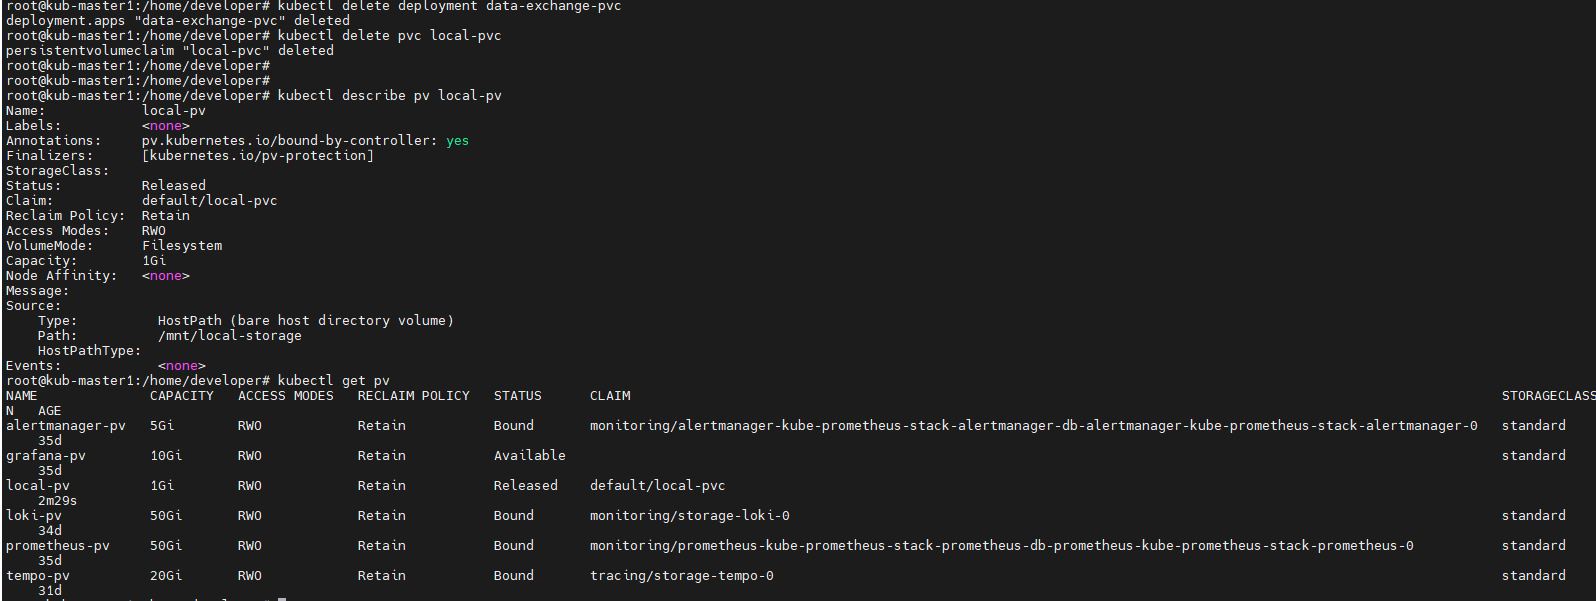 root@kub-master1:/home/developer# kubectl delete deployment data-exchange-pvc
deployment.apps "data-exchange-pvc" deleted
root@kub-master1:/home/developer# kubectl delete pvc local-pvc
persistentvolumeclaim "local-pvc" deleted
root@kub-master1:/home/developer#
root@kub-master1:/home/developer#
root@kub-master1:/home/developer# kubectl describe pv local-pv
Name:            local-pv
Labels:          <none>
Annotations:     pv.kubernetes.io/bound-by-controller: yes
Finalizers:      [kubernetes.io/pv-protection]
StorageClass:
Status:          Released
Claim:           default/local-pvc
Reclaim Policy:  Retain
Access Modes:    RWO
VolumeMode:      Filesystem
Capacity:        1Gi
Node Affinity:   <none>
Message:
Source:
    Type:          HostPath (bare host directory volume)
    Path:          /mnt/local-storage
    HostPathType:
Events:            <none>
root@kub-master1:/home/developer# kubectl get pv
NAME              CAPACITY   ACCESS MODES   RECLAIM POLICY   STATUS      CLAIM                                                                                                             STORAGECLASS
N   AGE
alertmanager-pv   5Gi        RWO            Retain           Bound       monitoring/alertmanager-kube-prometheus-stack-alertmanager-db-alertmanager-kube-prometheus-stack-alertmanager-0   standard
    35d
grafana-pv        10Gi       RWO            Retain           Available                                                                                                                     standard
    35d
local-pv          1Gi        RWO            Retain           Released    default/local-pvc
    2m29s
loki-pv           50Gi       RWO            Retain           Bound       monitoring/storage-loki-0                                                                                         standard
    34d
prometheus-pv     50Gi       RWO            Retain           Bound       monitoring/prometheus-kube-prometheus-stack-prometheus-db-prometheus-kube-prometheus-stack-prometheus-0           standard
    35d
tempo-pv          20Gi       RWO            Retain           Bound       tracing/storage-tempo-0                                                                                           standard
    31d